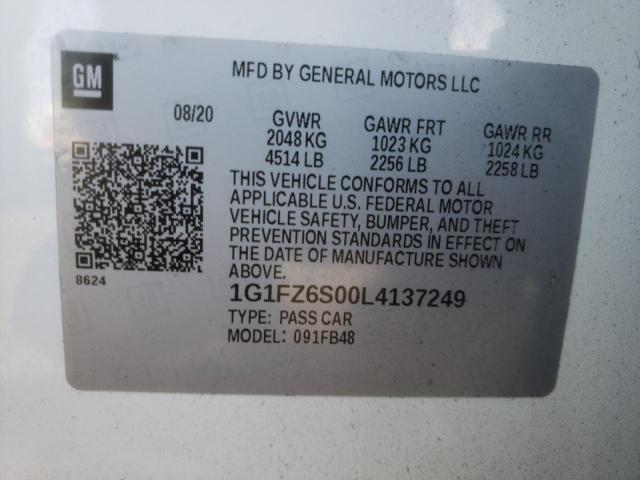 GM
MFD BY GENERAL MOTORS LLC
08/20
GVWR GAWR FRT GAWR RR
2048 KG 1023 KG 1024 KG
4514 LB 2256 LB 2258 LB
THIS VEHICLE CONFORMS TO ALL
APPLICABLE U.S. FEDERAL MOTOR
VEHICLE SAFETY, BUMPER, AND THEFT
PREVENTION STANDARDS IN EFFECT ON
THE DATE OF MANUFACTURE SHOWN
ABOVE.
8624
1G1FZ6S00L4137249
TYPE: PASS CAR
MODEL: 091FB48